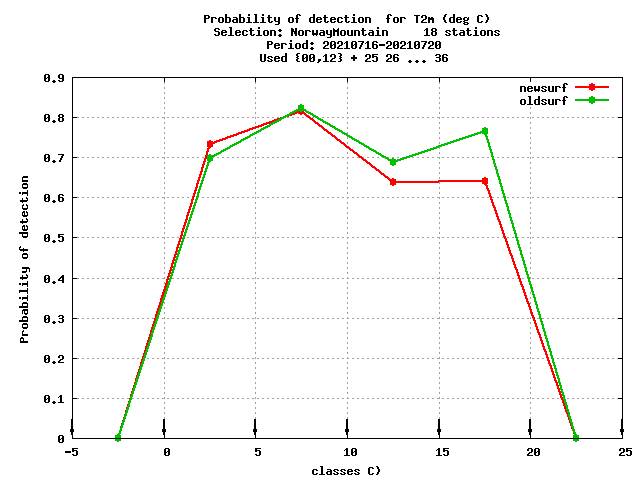 Probability of detection  for T2m (deg C)
Selection: NorwayMountain     18 stations
Period: 20210716-20210720
Used {00,12} + 25 26 ... 36
0.9
newsurf
oldsurf
0.8
0.7
0.6
0.5
0.4
0.3
0.2
0.1
0
Probability of detection
-5 0 5 10 15 20 25
classes C)